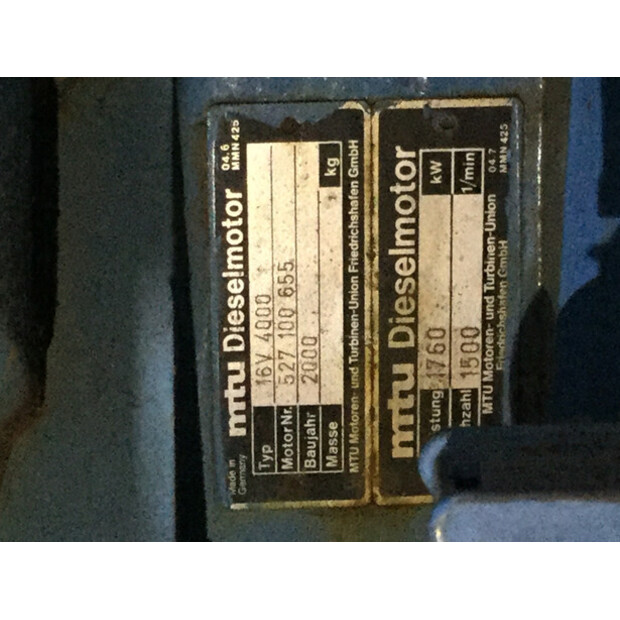 mtu Dieselmotor
04.6
MMN 425
Typ 16V 4000
Motor Nr. 527 100 655
Baujahr 2000
Masse kg
Made in
Germany
MTU Motoren- und Turbinen-Union Friedrichshafen GmbH
mtu Dieselmotor
stung 1760 kW
hzahl 1500 1/min
04.7
MMN 425
MTU Motoren- und Turbinen-Union
Friedrichshafen GmbH